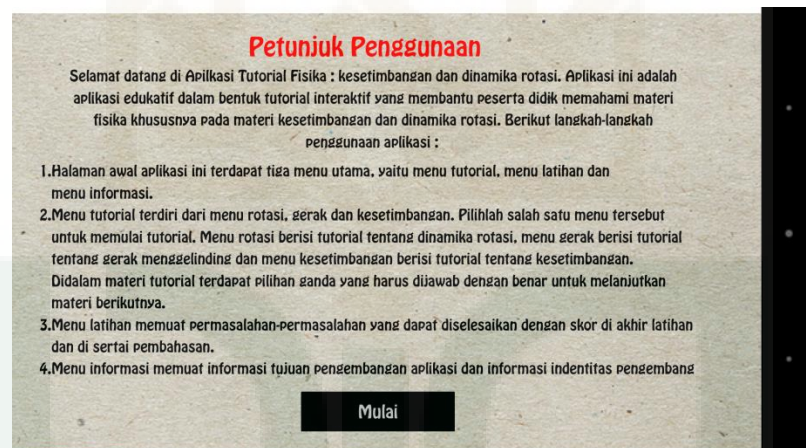 Petunjuk Penggunaan
Selamat datang di Apilkasi Tutorial Fisika : kesetimbangan dan dinamika rotasi. Aplikasi ini adalah
aplikasi edukatif dalam bentuk tutorial interaktif yang membantu peserta didik memahami materi
fisika khususnya pada materi kesetimbangan dan dinamika rotasi. Berikut langkah-langkah
penggunaan aplikasi :
1.Halaman awal aplikasi ini terdapat tiga menu utama, yaitu menu tutorial, menu latihan dan
menu informasi.
2.Menu tutorial terdiri dari menu rotasi, gerak dan kesetimbangan. Pilihlah salah satu menu tersebut
untuk memulai tutorial. Menu rotasi berisi tutorial tentang dinamika rotasi, menu gerak berisi tutorial
tentang gerak menggelinding dan menu kesetimbangan berisi tutorial tentang kesetimbangan.
Didalam materi tutorial terdapat pilihan ganda yang harus dijawab dengan benar untuk melanjutkan
materi berikutnya.
3.Menu latihan memuat permasalahan-permasalahan yang dapat diselesaikan dengan skor di akhir latihan
dan di sertai pembahasan.
4.Menu informasi memuat informasi tujuan pengembangan aplikasi dan informasi indentitas pengembang
Mulai